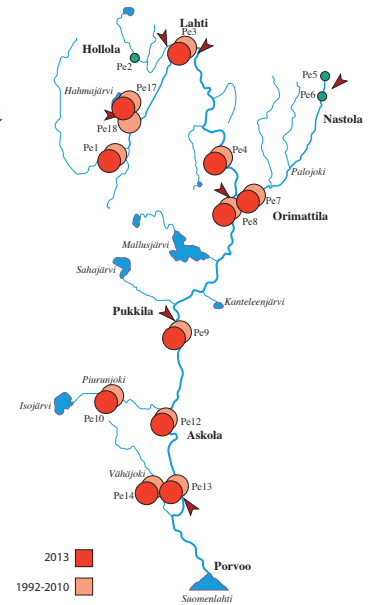 Lahti
Pe3
Hollola
Pe2
Pe5
Hahmajärvi
Pe17
Pe6
Nastola
Pe18
Pe1
Pe4
Palojoki
Pe7
Orimattila
Pe8
Mallusjärvi
Sahajärvi
Kanteleenjärvi
Pukkila
Pe9
Piurunjoki
Isojärvi
Pe10
Pe12
Askola
Vähäjoki
Pe13
Pe14
2013
Porvoo
1992-2010
Suomenlahti